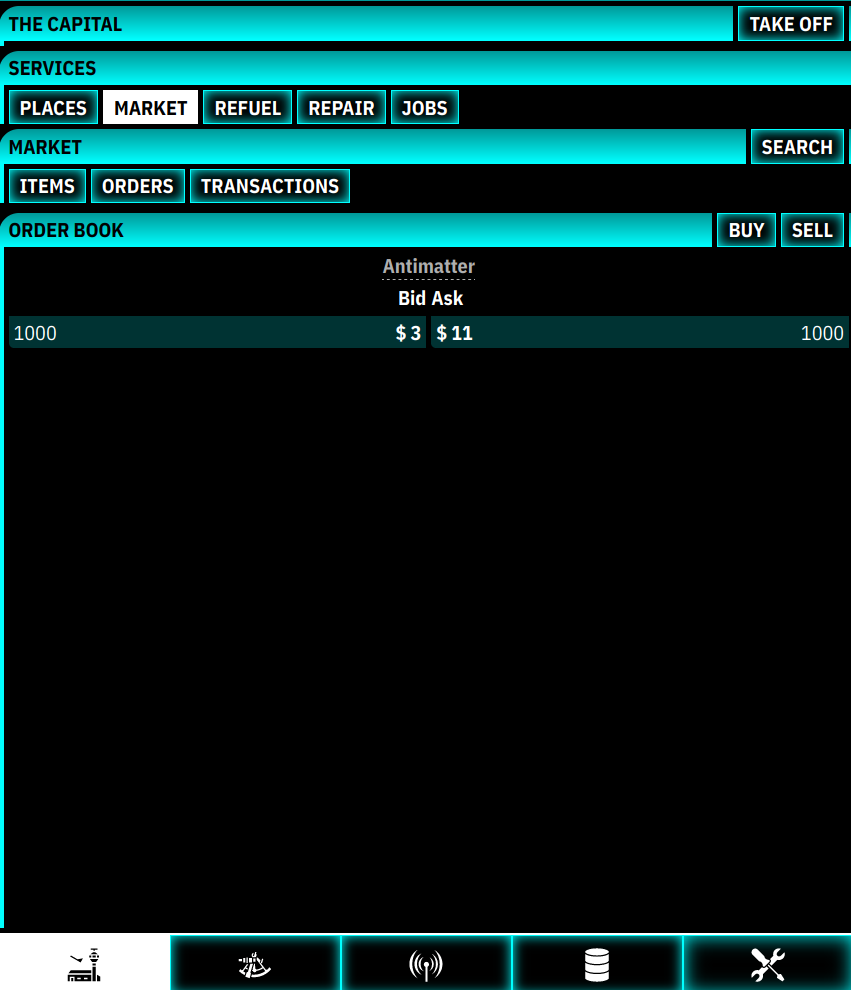 THE CAPITAL TAKE OFF
SERVICES
PLACES MARKET REFUEL REPAIR JOBS
MARKET SEARCH
ITEMS ORDERS TRANSACTIONS
ORDER BOOK BUY SELL
Antimatter
Bid Ask
1000 $ 3 $ 11 1000